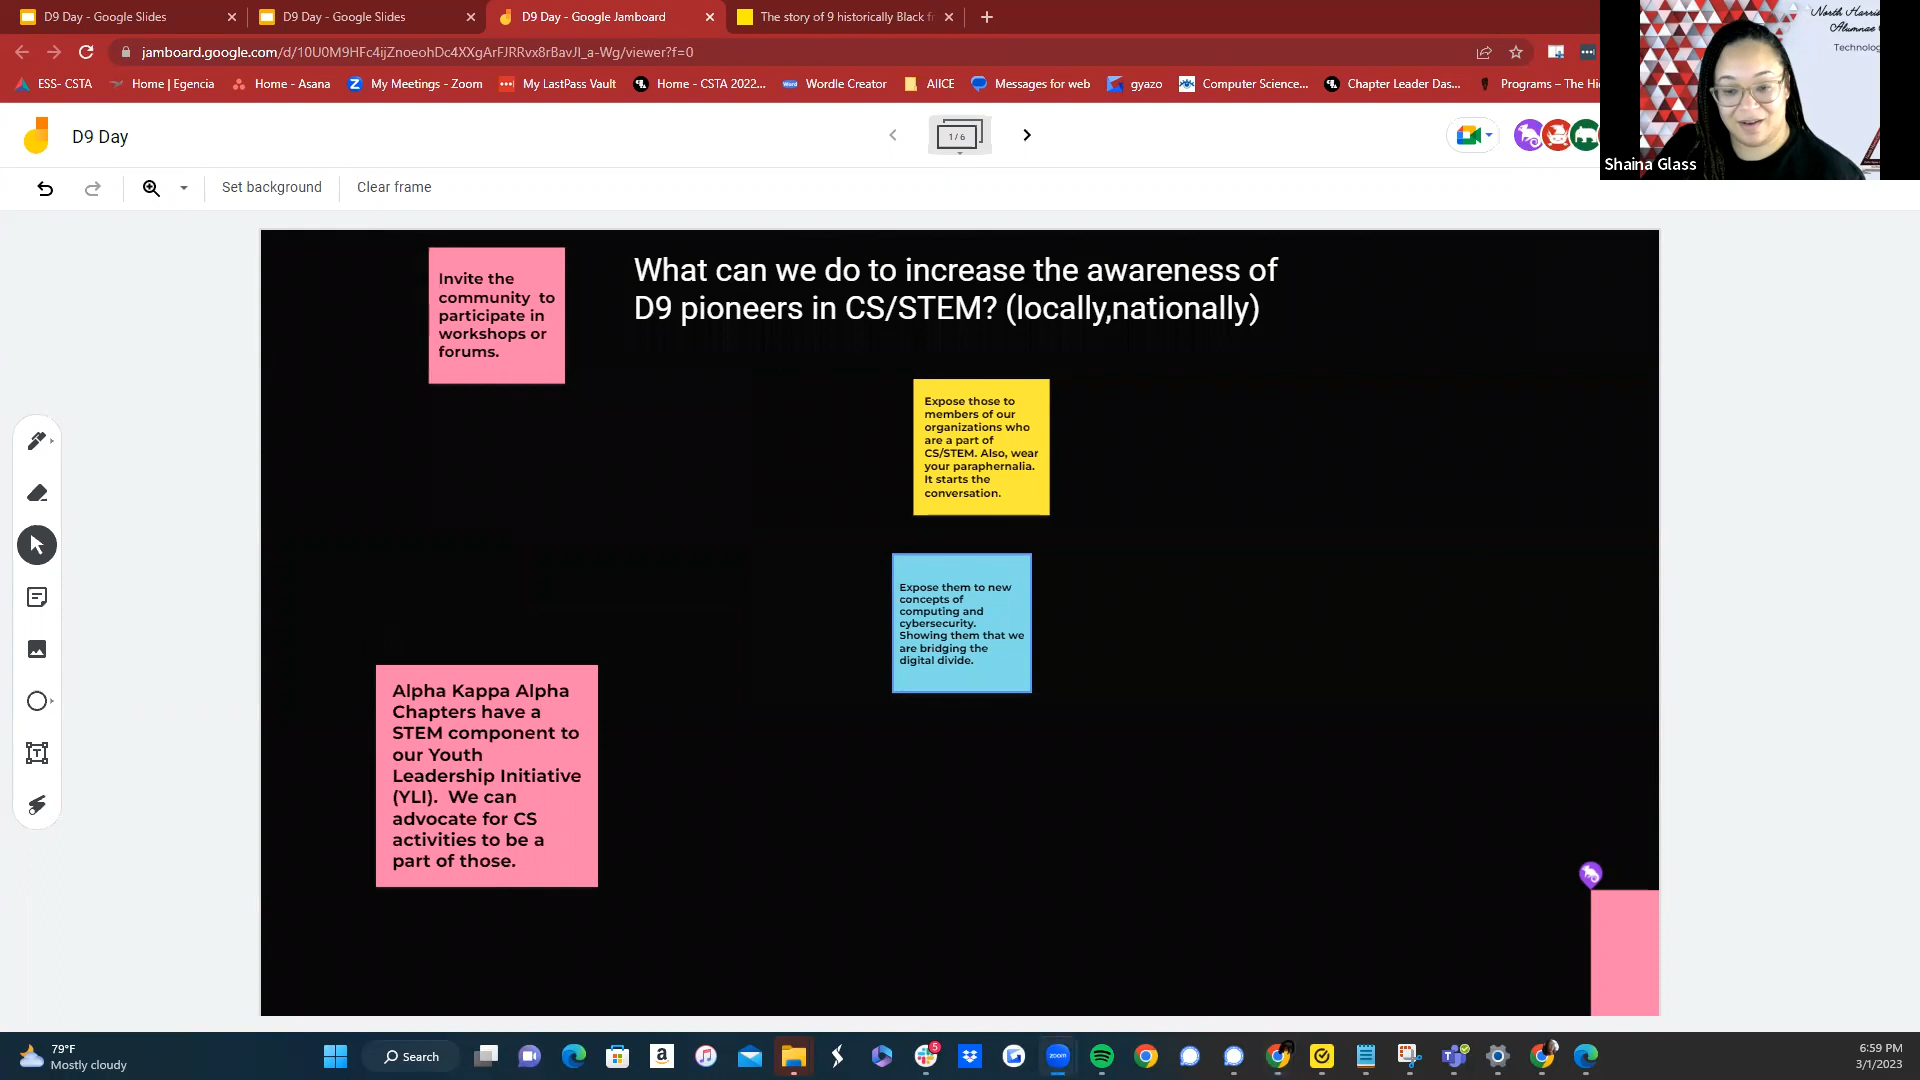 D9 Day - Google Slides
D9 Day - Google Slides
D9 Day - Google Jamboard
The story of 9 historically Black fr
jamboard.google.com/d/10U0M9HFc4ijZnoeohDc4XXgArFJRRvx8rBavJI_a-Wg/viewer?f=0
ESS- CSTA
Home | Egencia
Home - Asana
My Meetings - Zoom
My LastPass Vault
Home - CSTA 2022...
Wordle Creator
AIICE
Messages for web
gyazo
Computer Science...
Chapter Leader Das...
Programs – The Hi
North Harris
Alumnae
Technolog
Shaina Glass
D9 Day
1 / 6
Set background
Clear frame
What can we do to increase the awareness of
D9 pioneers in CS/STEM? (locally,nationally)
Invite the
community to
participate in
workshops or
forums.
Expose those to
members of our
organizations who
are a part of
CS/STEM. Also, wear
your paraphernalia.
It starts the
conversation.
Expose them to new
concepts of
computing and
cybersecurity.
Showing them that we
are bridging the
digital divide.
Alpha Kappa Alpha
Chapters have a
STEM component to
our Youth
Leadership Initiative
(YLI). We can
advocate for CS
activities to be a
part of those.
79°F
Mostly cloudy
Search
5
zoom
6:59 PM
3/1/2023